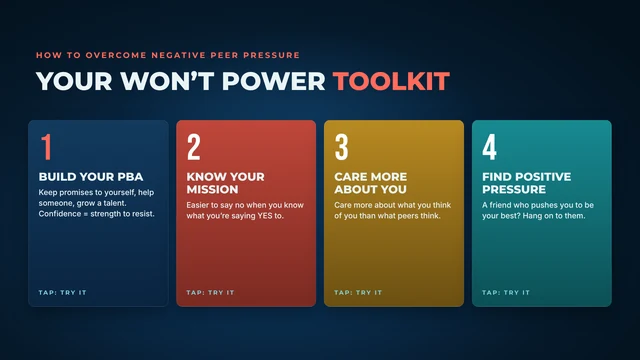 HOW TO OVERCOME NEGATIVE PEER PRESSURE
YOUR WON'T POWER TOOLKIT
1
BUILD YOUR PBA
Keep promises to yourself, help
someone, grow a talent.
Confidence = strength to resist.
TAP: TRY IT
2
KNOW YOUR
MISSION
Easier to say no when you know
what you're saying YES to.
TAP: TRY IT
3
CARE MORE
ABOUT YOU
Care more about what you think
of you than what peers think.
TAP: TRY IT
4
FIND POSITIVE
PRESSURE
A friend who pushes you to be
your best? Hang on to them.
TAP: TRY IT